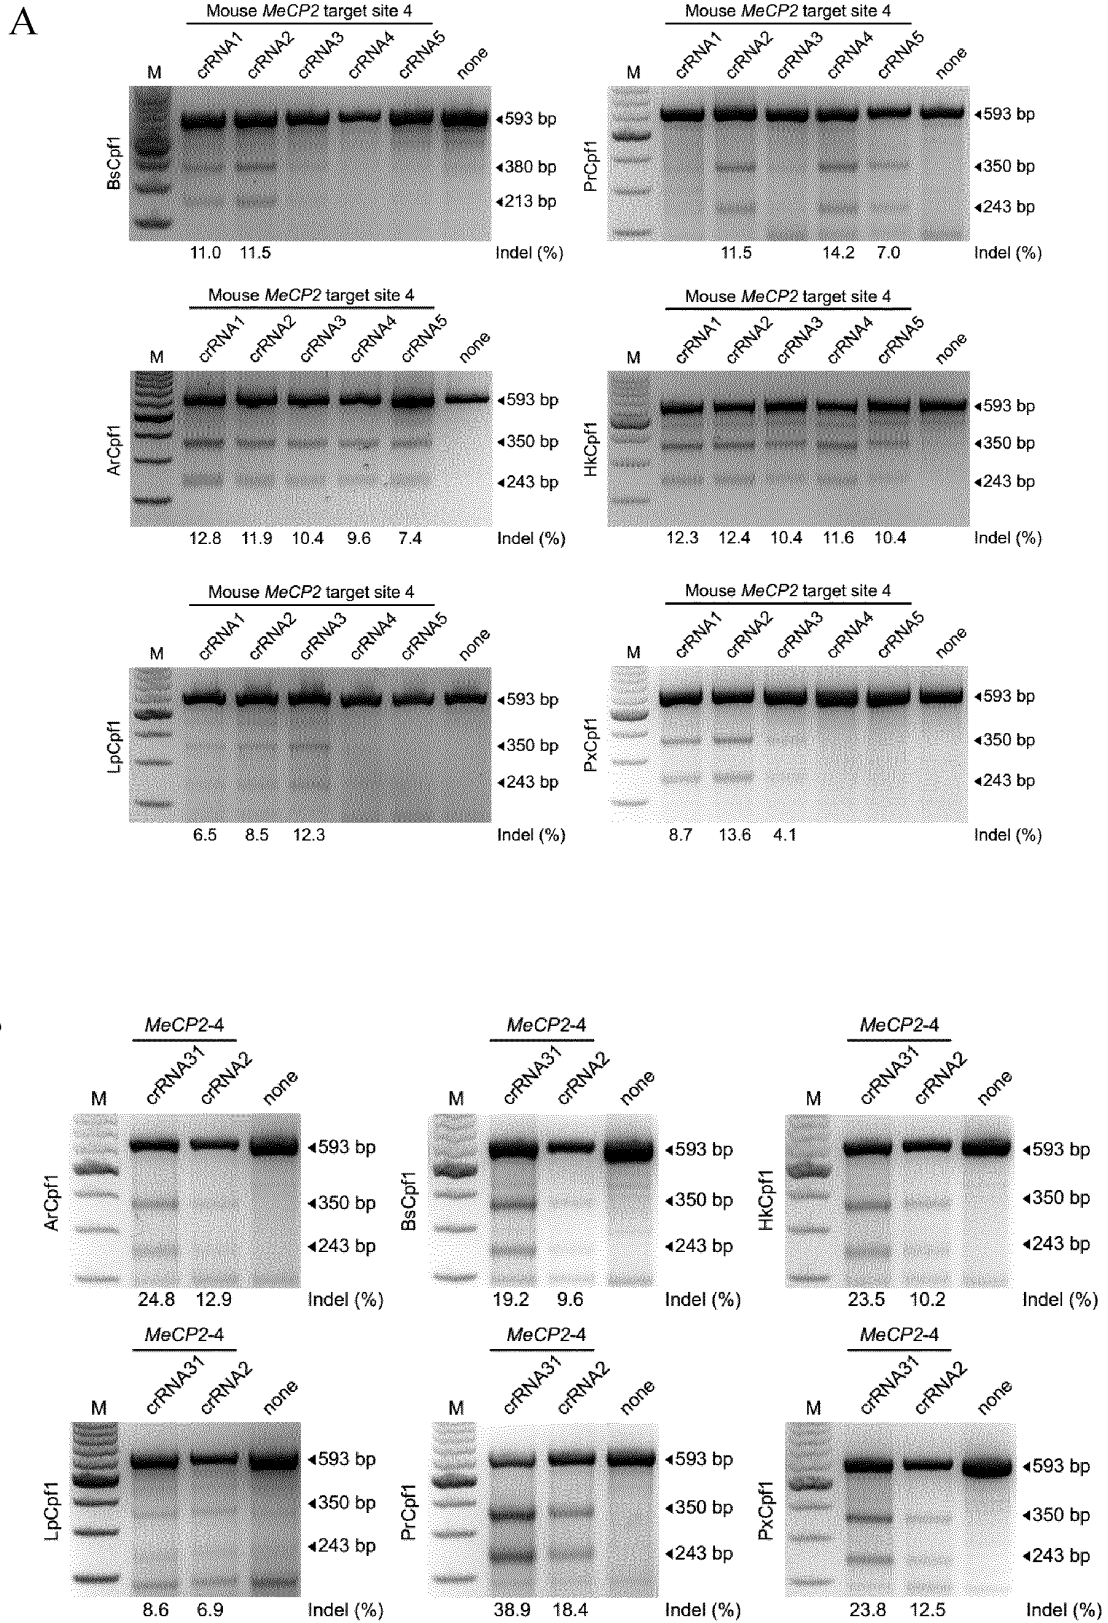 A
Mouse MeCP2 target site 4
M crRNA1 crRNA2 crRNA3 crRNA4 crRNA5 none
BsCpf1
◄593 bp
◄380 bp
◄213 bp
11.0 11.5 Indel (%)
Mouse MeCP2 target site 4
M crRNA1 crRNA2 crRNA3 crRNA4 crRNA5 none
PrCpf1
◄593 bp
◄350 bp
◄243 bp
11.5 14.2 7.0 Indel (%)
Mouse MeCP2 target site 4
M crRNA1 crRNA2 crRNA3 crRNA4 crRNA5 none
ArCpf1
◄593 bp
◄350 bp
◄243 bp
12.8 11.9 10.4 9.6 7.4 Indel (%)
Mouse MeCP2 target site 4
M crRNA1 crRNA2 crRNA3 crRNA4 crRNA5 none
HkCpf1
◄593 bp
◄350 bp
◄243 bp
12.3 12.4 10.4 11.6 10.4 Indel (%)
Mouse MeCP2 target site 4
M crRNA1 crRNA2 crRNA3 crRNA4 crRNA5 none
LpCpf1
◄593 bp
◄350 bp
◄243 bp
6.5 8.5 12.3 Indel (%)
Mouse MeCP2 target site 4
M crRNA1 crRNA2 crRNA3 crRNA4 crRNA5 none
PxCpf1
◄593 bp
◄350 bp
◄243 bp
8.7 13.6 4.1 Indel (%)
MeCP2-4
M crRNA31 crRNA2 none
ArCpf1
◄593 bp
◄350 bp
◄243 bp
24.8 12.9 Indel (%)
MeCP2-4
M crRNA31 crRNA2 none
BsCpf1
◄593 bp
◄350 bp
◄243 bp
19.2 9.6 Indel (%)
MeCP2-4
M crRNA31 crRNA2 none
HkCpf1
◄593 bp
◄350 bp
◄243 bp
23.5 10.2 Indel (%)
MeCP2-4
M crRNA31 crRNA2 none
LpCpf1
◄593 bp
◄350 bp
◄243 bp
8.6 6.9 Indel (%)
MeCP2-4
M crRNA31 crRNA2 none
PrCpf1
◄593 bp
◄350 bp
◄243 bp
38.9 18.4 Indel (%)
MeCP2-4
M crRNA31 crRNA2 none
PxCpf1
◄593 bp
◄350 bp
◄243 bp
23.8 12.5 Indel (%)